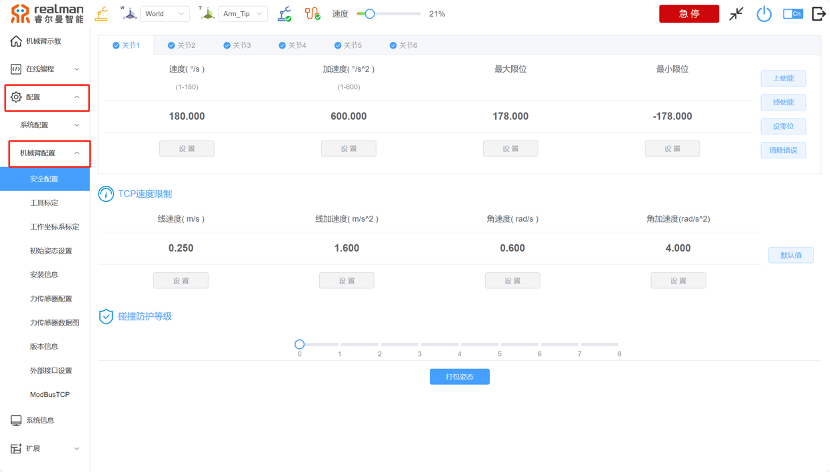 realman
睿尔曼智能
W
World
T
Arm_Tip
速度
21%
急停
Cn
机械臂示教
在线编程
配置
系统配置
机械臂配置
安全配置
工具标定
工作坐标系标定
初始姿态设置
安装信息
力传感器配置
力传感器数据图
版本信息
外部接口设置
ModBusTCP
系统信息
扩展
关节1 关节2 关节3 关节4 关节5 关节6
速度( °/s ) 加速度( °/s^2 ) 最大限位 最小限位
(1-180) (1-600)
180.000 600.000 178.000 -178.000
设置 设置 设置 设置
上使能
掉使能
设零位
清除错误
TCP速度限制
线速度( m/s ) 线加速度( m/s^2 ) 角速度( rad/s ) 角加速度(rad/s^2)
0.250 1.600 0.600 4.000
默认值
设置 设置 设置 设置
碰撞防护等级
0 1 2 3 4 5 6 7 8
打包姿态